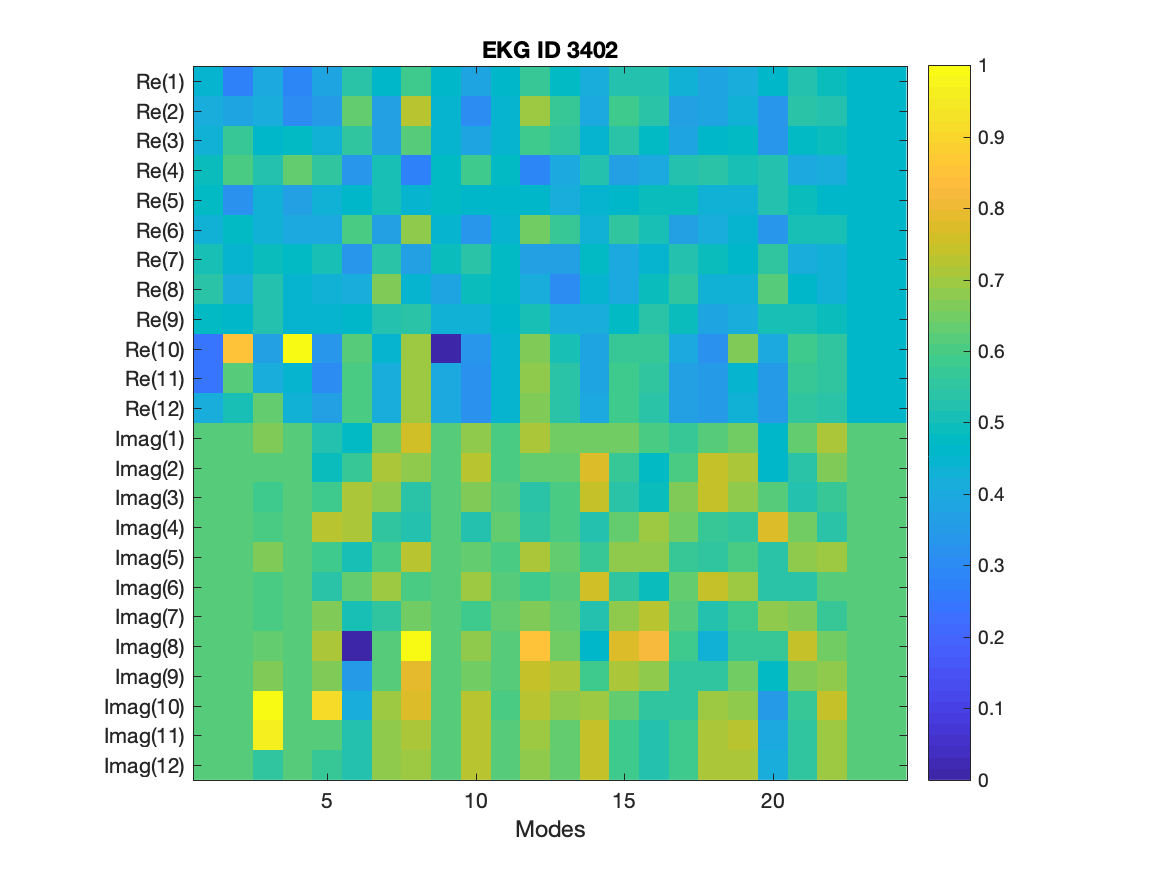 EKG ID 3402
Re(1)
Re(2)
Re(3)
Re(4)
Re(5)
Re(6)
Re(7)
Re(8)
Re(9)
Re(10)
Re(11)
Re(12)
Imag(1)
Imag(2)
Imag(3)
Imag(4)
Imag(5)
Imag(6)
Imag(7)
Imag(8)
Imag(9)
Imag(10)
Imag(11)
Imag(12)
5 10 15 20
Modes
1
0.9
0.8
0.7
0.6
0.5
0.4
0.3
0.2
0.1
0